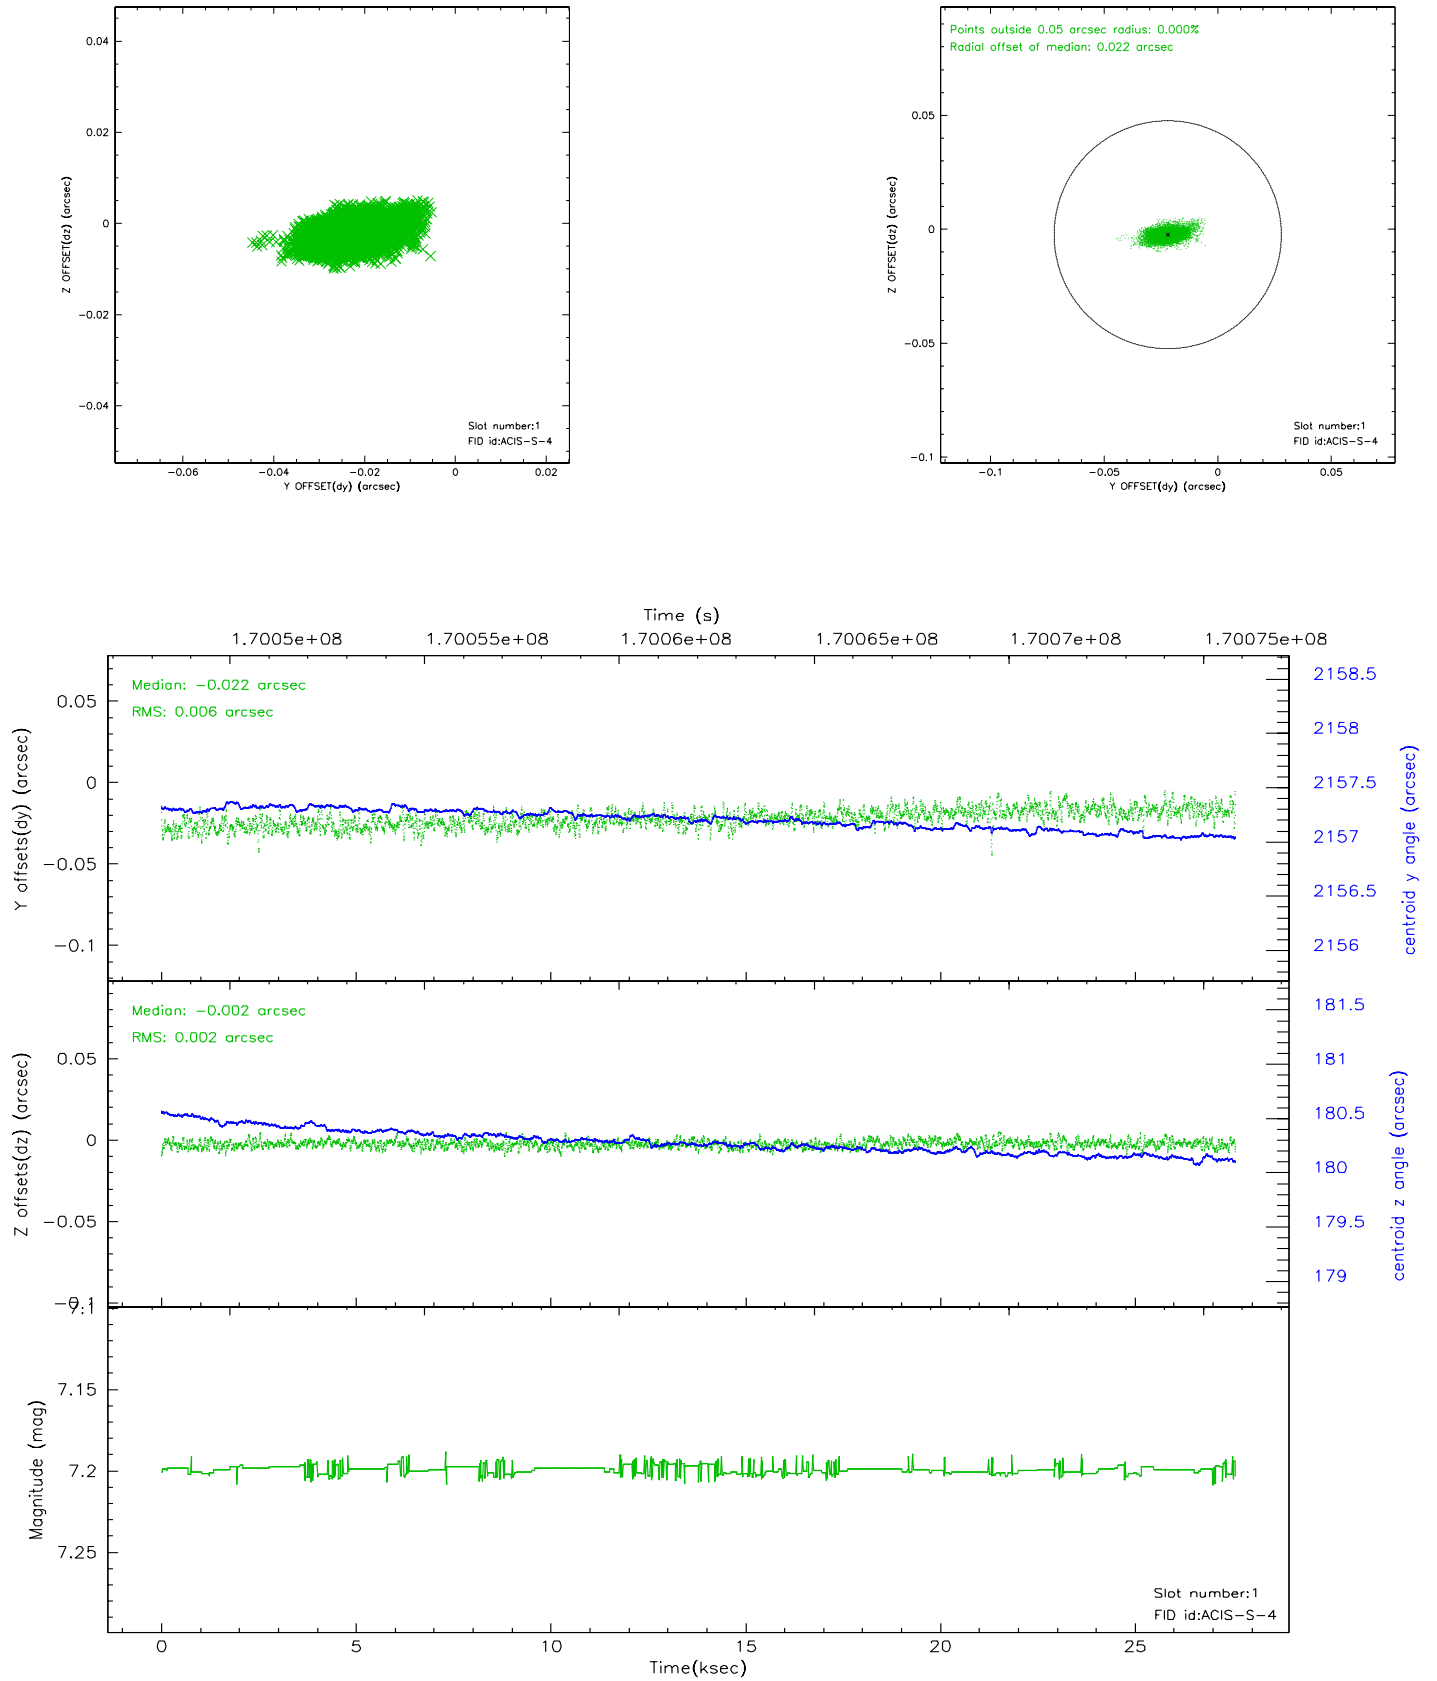 0.04
0.02
0
−0.02
−0.04
Z OFFSET(dz) (arcsec)
Slot number:1
FID id:ACIS−S−4
−0.06 −0.04 −0.02 0 0.02
Y OFFSET(dy) (arcsec)
Points outside 0.05 arcsec radius: 0.000%
Radial offset of median: 0.022 arcsec
0.05
0
−0.05
−0.1
Z OFFSET(dz) (arcsec)
Slot number:1
FID id:ACIS−S−4
−0.1 −0.05 0 0.05
Y OFFSET(dy) (arcsec)
Time (s)
1.7005e+08 1.70055e+08 1.7006e+08 1.70065e+08 1.7007e+08 1.70075e+08
Median: −0.022 arcsec
RMS: 0.006 arcsec
0.05
0
−0.05
−0.1
Y offsets(dy) (arcsec)
2158.5
2158
2157.5
2157
2156.5
2156
centroid y angle (arcsec)
Median: −0.002 arcsec
RMS: 0.002 arcsec
0.05
0
−0.05
−0.1
Z offsets(dz) (arcsec)
181.5
181
180.5
180
179.5
179
centroid z angle (arcsec)
7.1
7.15
7.2
7.25
Magnitude (mag)
Slot number:1
FID id:ACIS−S−4
0 5 10 15 20 25
Time(ksec)